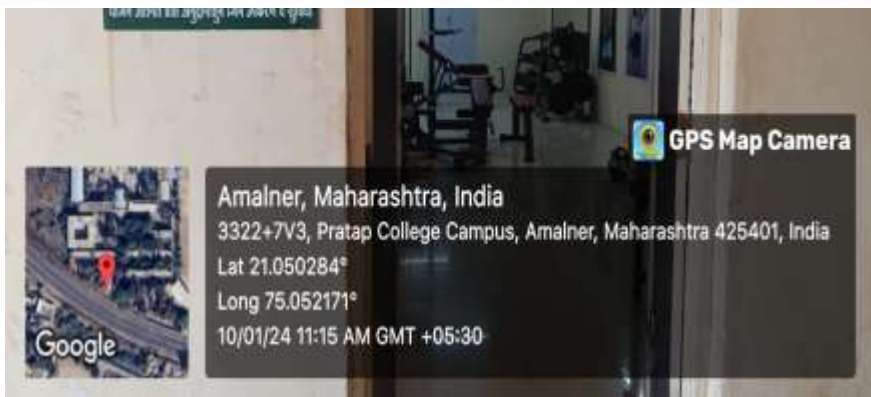 GPS Map Camera
Amalner, Maharashtra, India
3322+7V3, Pratap College Campus, Amalner, Maharashtra 425401, India
Lat 21.050284°
Long 75.052171°
10/01/24 11:15 AM GMT +05:30
Google